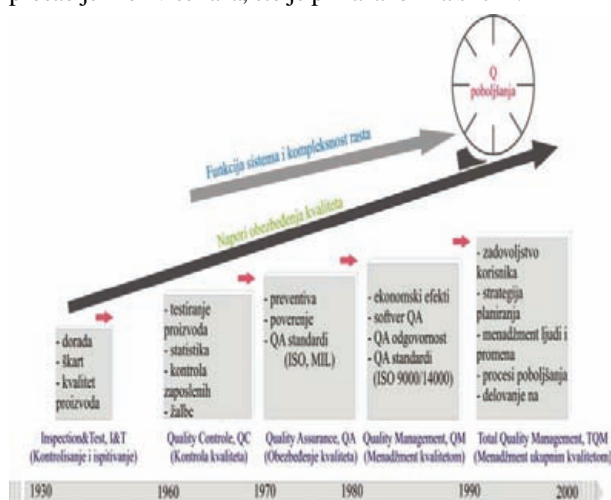 Q
poboljšanja
Funkcija sistema i kompleksnost rasta
Napori obezbeđenja kvaliteta
- dorada
- škart
- kvalitet
proizvoda
- testiranje
proizvoda
- statistika
- kontrola
zaposlenih
- žalbe
- preventiva
- poverenje
- QA standardi
(ISO, MIL)
- ekonomski efekti
- softver QA
- QA odgovornost
- QA standardi
(ISO 9000/14000)
- zadovoljstvo
korisnika
- strategija
planiranja
- menadžment ljudi i
promena
- procesi poboljšanja
- delovanje na
Inspection&Test, I&T
(Kontrolisanje i ispitivanje)
Quality Controle, QC
(Kontrola kvaliteta)
Quality Assurance, QA
(Obezbeđenje kvaliteta)
Quality Management, QM
(Menadžment kvalitetom)
Total Quality Management, TQM
(Menadžment ukupnim kvalitetom)
1930 1960 1970 1980 1990 2000